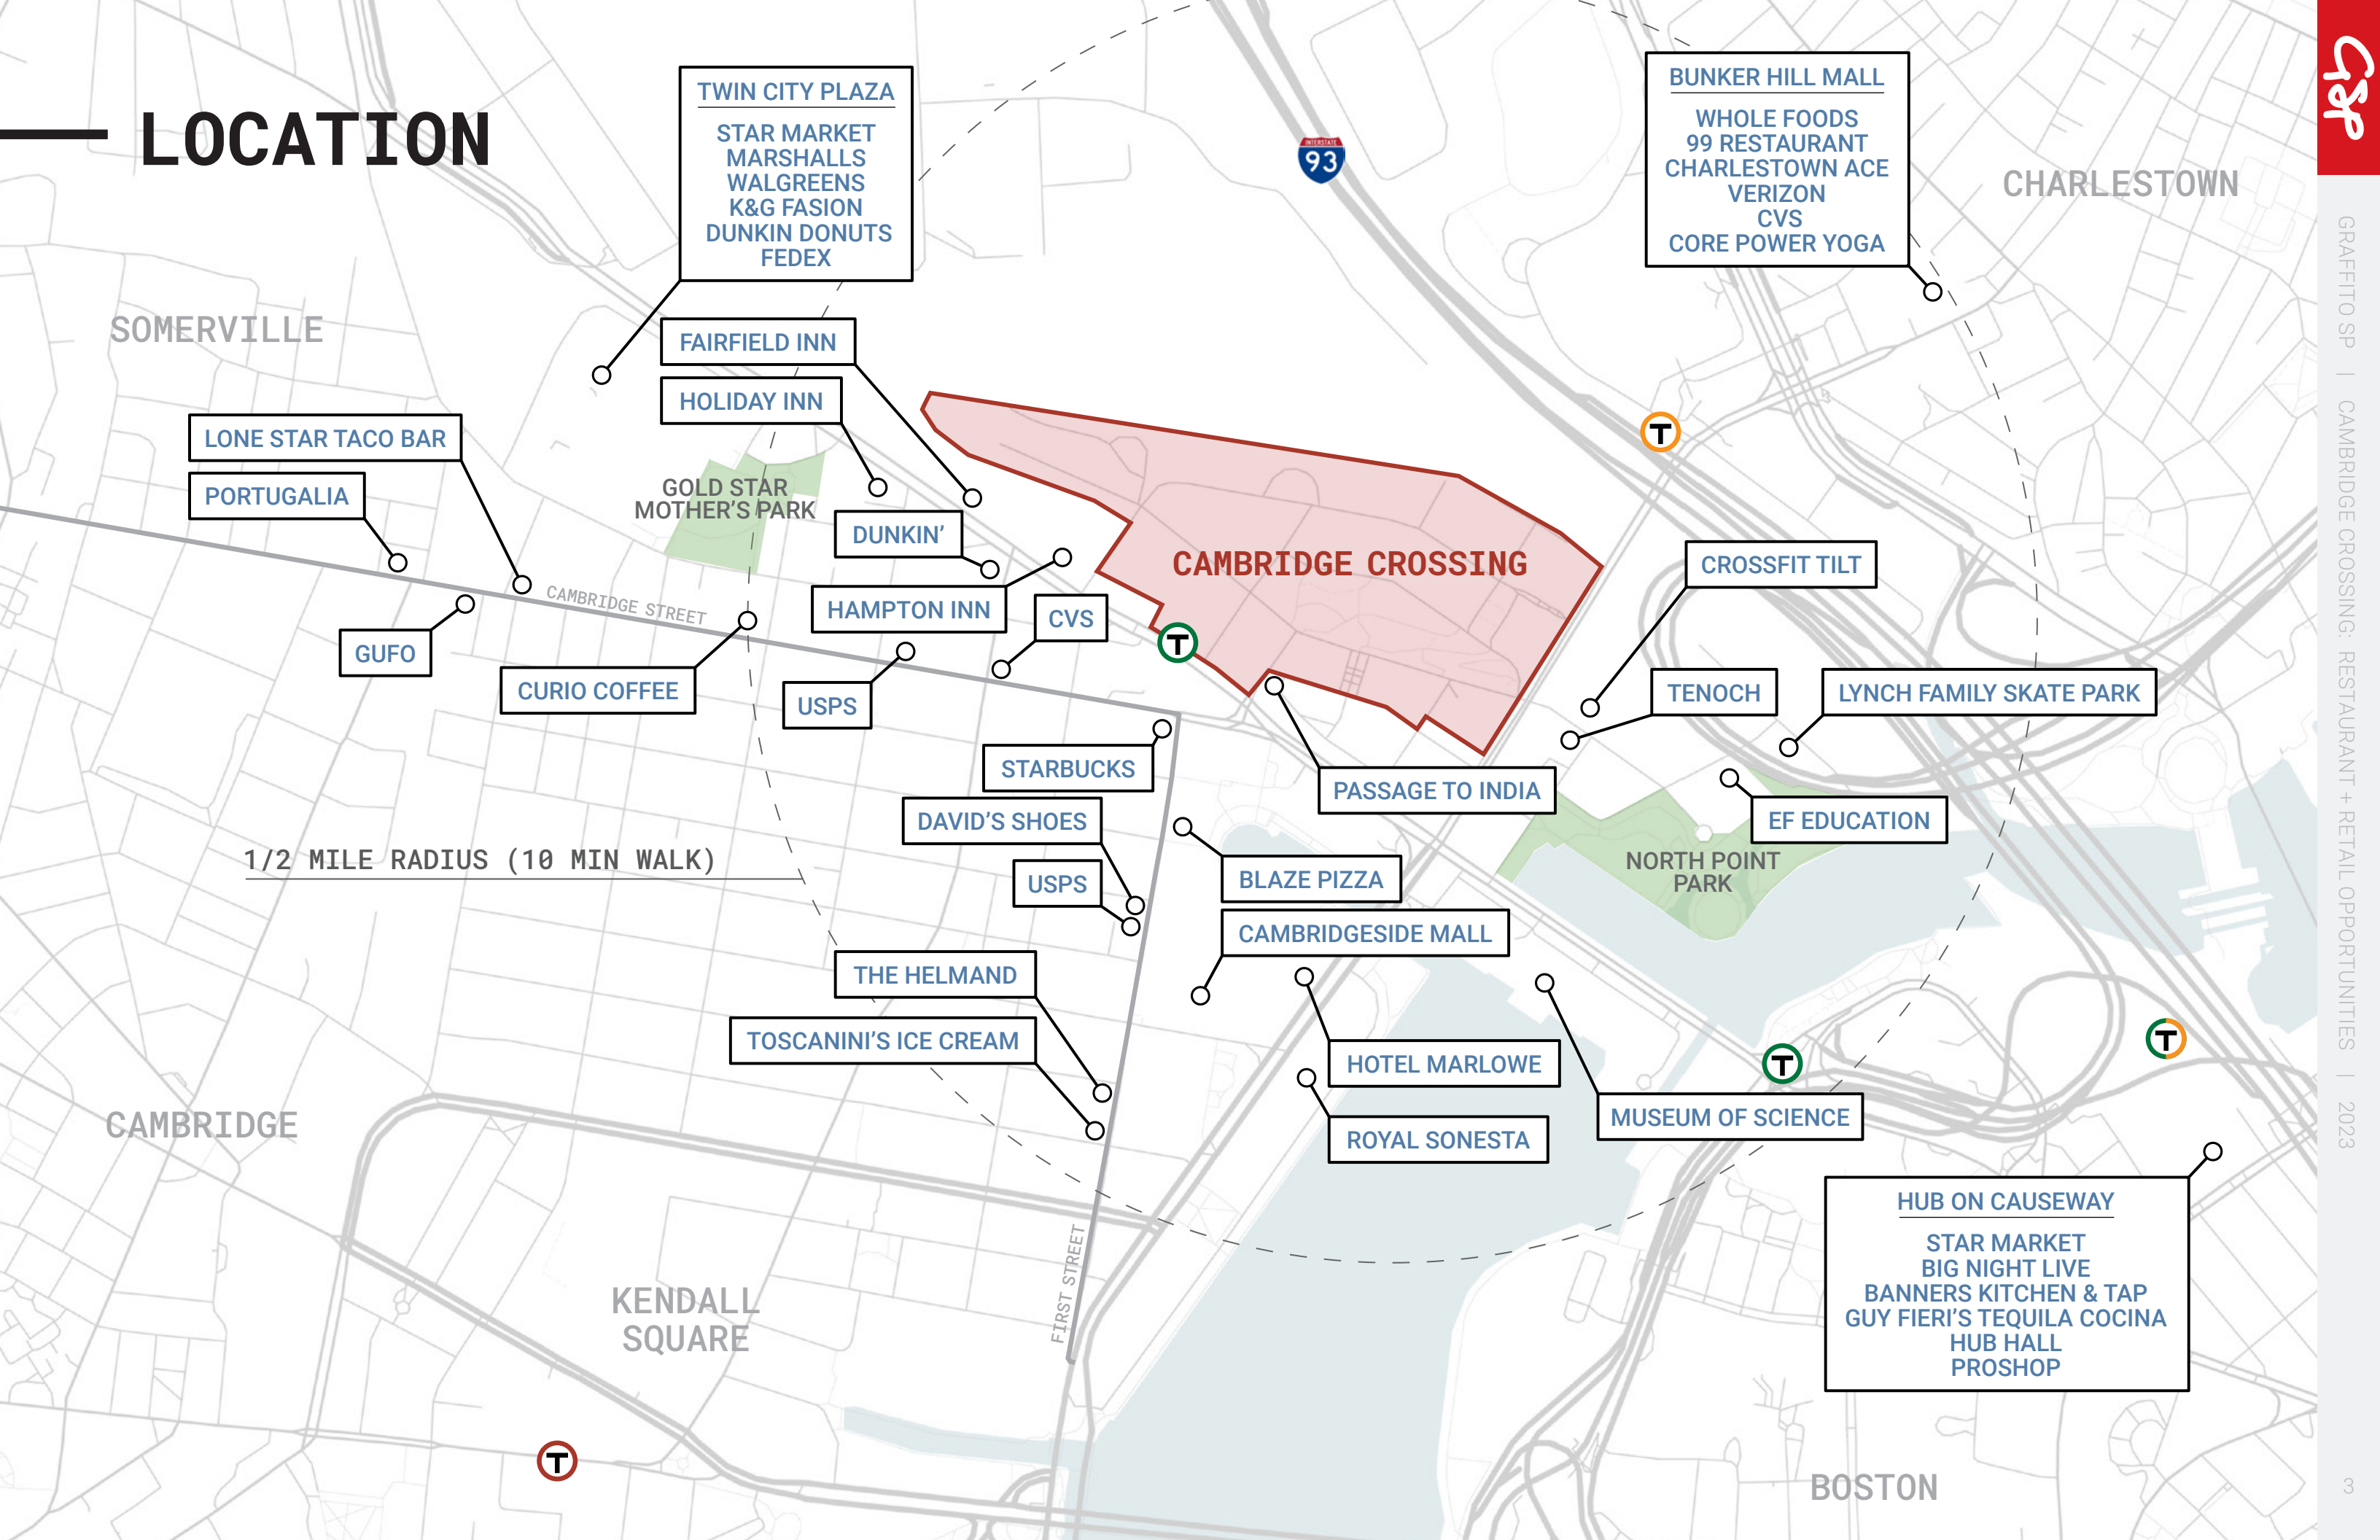 LOCATION
TWIN CITY PLAZA
STAR MARKET
MARSHALLS
WALGREENS
K&G FASION
DUNKIN DONUTS
FEDEX
INTERSTATE
93
BUNKER HILL MALL
WHOLE FOODS
99 RESTAURANT
CHARLESTOWN ACE
VERIZON
CVS
CORE POWER YOGA
CHARLESTOWN
SOMERVILLE
FAIRFIELD INN
HOLIDAY INN
LONE STAR TACO BAR
PORTUGALIA
GOLD STAR
MOTHER'S PARK
T
DUNKIN'
CAMBRIDGE CROSSING
CROSSFIT TILT
CAMBRIDGE STREET
HAMPTON INN
CVS
T
GUFO
CURIO COFFEE
USPS
TENOCH
LYNCH FAMILY SKATE PARK
STARBUCKS
PASSAGE TO INDIA
DAVID'S SHOES
EF EDUCATION
1/2 MILE RADIUS (10 MIN WALK)
USPS
BLAZE PIZZA
NORTH POINT
PARK
CAMBRIDGESIDE MALL
THE HELMAND
TOSCANINI'S ICE CREAM
HOTEL MARLOWE
T
T
CAMBRIDGE
ROYAL SONESTA
MUSEUM OF SCIENCE
HUB ON CAUSEWAY
STAR MARKET
BIG NIGHT LIVE
BANNERS KITCHEN & TAP
GUY FIERI'S TEQUILA COCINA
HUB HALL
PROSHOP
KENDALL
SQUARE
FIRST STREET
T
BOSTON
GSP
GRAFFITO SP | CAMBRIDGE CROSSING: RESTAURANT + RETAIL OPPORTUNITIES | 2023
3